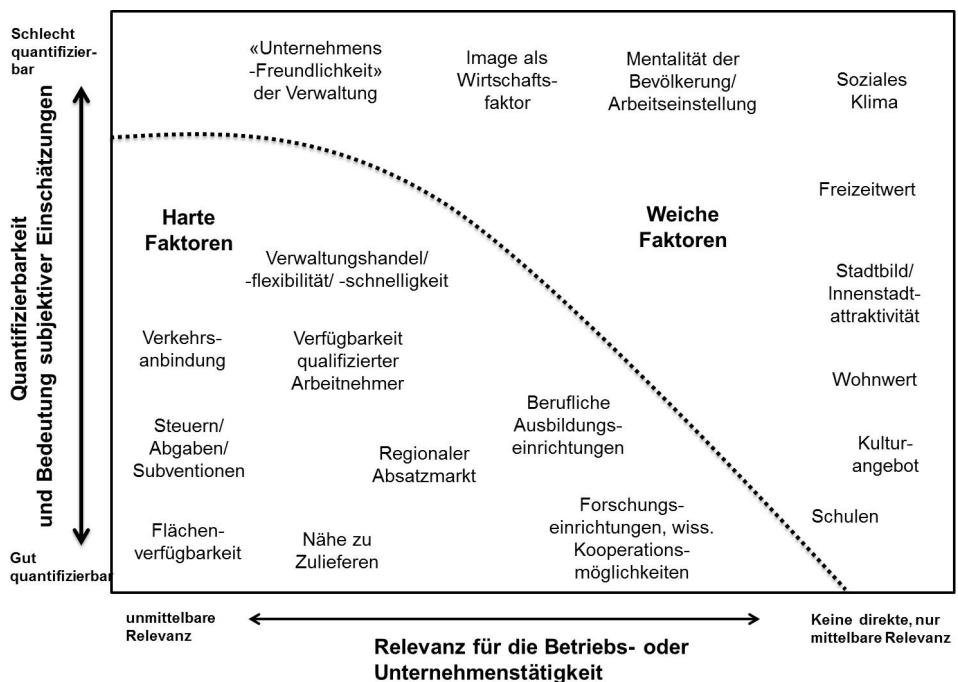 Schlecht
quantifizier-
bar
Quantifizierbarkeit
und Bedeutung subjektiver Einschätzungen
Gut
quantifizierbar
«Unternehmens
-Freundlichkeit»
der Verwaltung
Image als
Wirtschafts-
faktor
Mentalität der
Bevölkerung/
Arbeitseinstellung
Soziales
Klima
Freizeitwert
Harte
Faktoren
Weiche
Faktoren
Verwaltungshandel/
-flexibilität/ -schnelligkeit
Stadtbild/
Innenstadt-
attraktivität
Verkehrs-
anbindung
Verfügbarkeit
qualifizierter
Arbeitnehmer
Wohnwert
Berufliche
Ausbildungs-
einrichtungen
Steuern/
Abgaben/
Subventionen
Regionaler
Absatzmarkt
Kultur-
angebot
Forschungs-
einrichtungen, wiss.
Kooperations-
möglichkeiten
Schulen
Flächen-
verfügbarkeit
Nähe zu
Zulieferen
unmittelbare
Relevanz
Keine direkte, nur
mittelbare Relevanz
Relevanz für die Betriebs- oder
Unternehmenstätigkeit